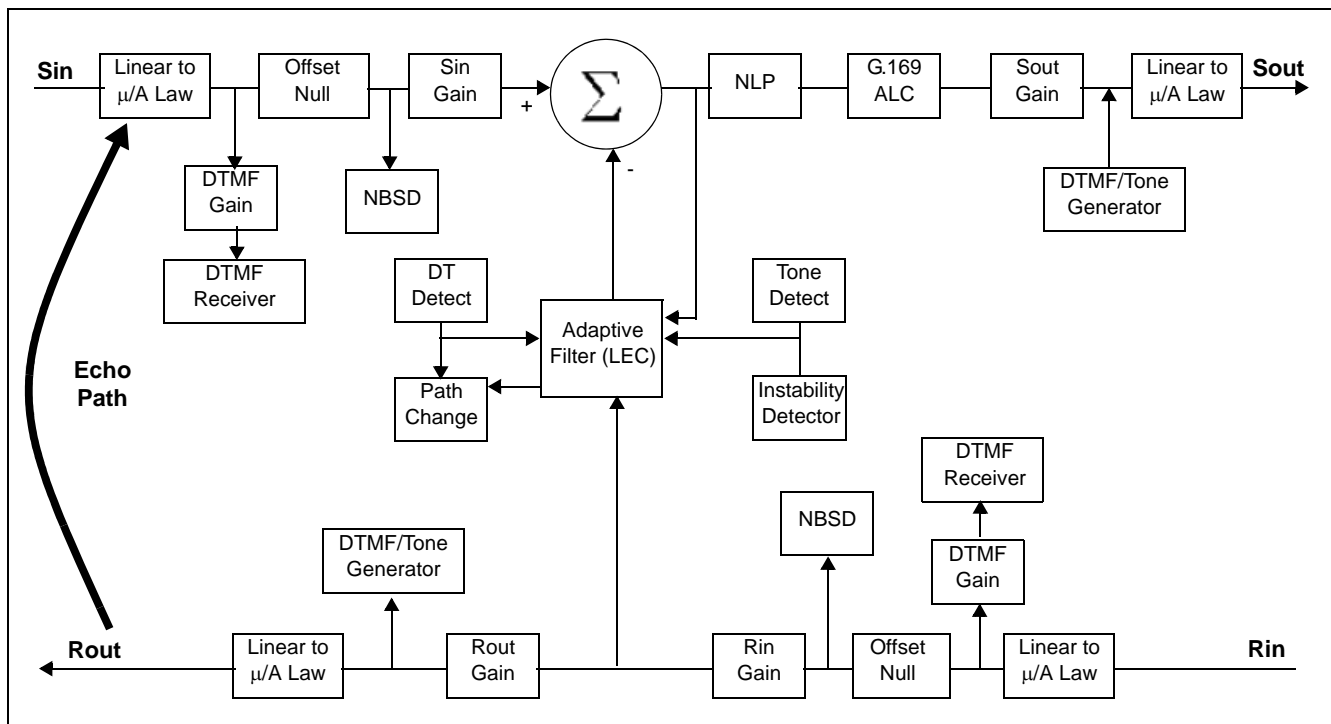 Sin
Linear to
μ/A Law
Offset
Null
Sin
Gain
+
Σ
-
NLP
G.169
ALC
Sout
Gain
Linear to
μ/A Law
Sout
DTMF
Gain
NBSD
DTMF/Tone
Generator
DTMF
Receiver
DT
Detect
Tone
Detect
Adaptive
Filter (LEC)
Echo
Path
Path
Change
Instability
Detector
DTMF
Receiver
NBSD
DTMF/Tone
Generator
DTMF
Gain
Rout
Linear to
μ/A Law
Rout
Gain
Rin
Gain
Offset
Null
Linear to
μ/A Law
Rin